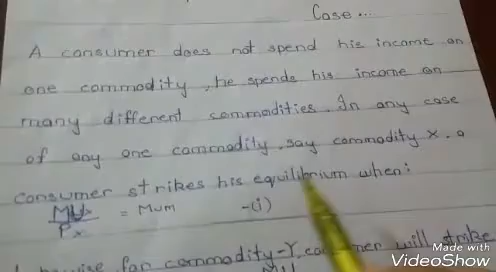 Case....
A consumer does not spend his income on
one commodity, he spends his income on
many different commodities. In any case
of any one commodity, say commodity x. a
consumer strikes his equilibrium when:
MUx/Px = Mum -(i)
for commodity-Y, will strike
MU
Made with
VideoShow